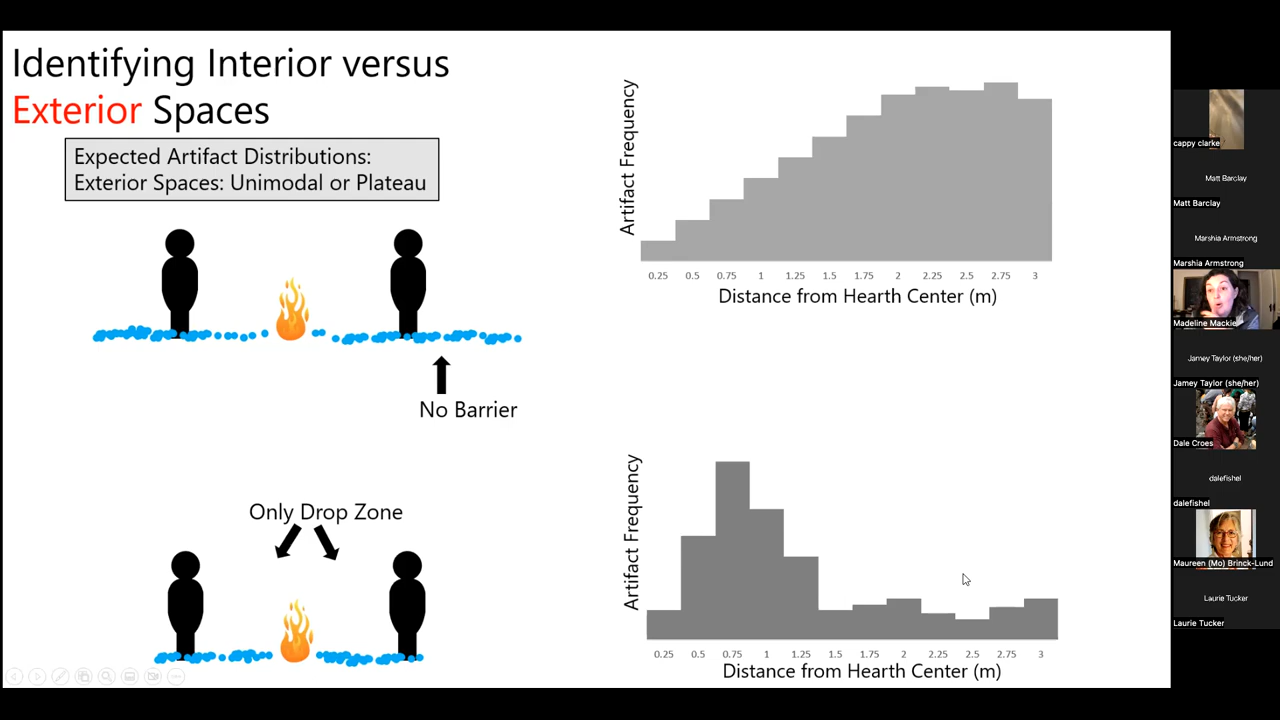 Identifying Interior versus
Exterior Spaces
Expected Artifact Distributions:
Exterior Spaces: Unimodal or Plateau
No Barrier
Only Drop Zone
Artifact Frequency
0.25 0.5 0.75 1 1.25 1.5 1.75 2 2.25 2.5 2.75 3
Distance from Hearth Center (m)
Artifact Frequency
0.25 0.5 0.75 1 1.25 1.5 1.75 2 2.25 2.5 2.75 3
Distance from Hearth Center (m)
cappy clarke
Matt Barclay
Matt Barclay
Marshia Armstrong
Marshia Armstrong
Madeline Mackie
Jamey Taylor (she/her)
Jamey Taylor (she/her)
Dale Croes
dalefishel
dalefishel
Maureen (Mo) Brinck-Lund
Laurie Tucker
Laurie Tucker